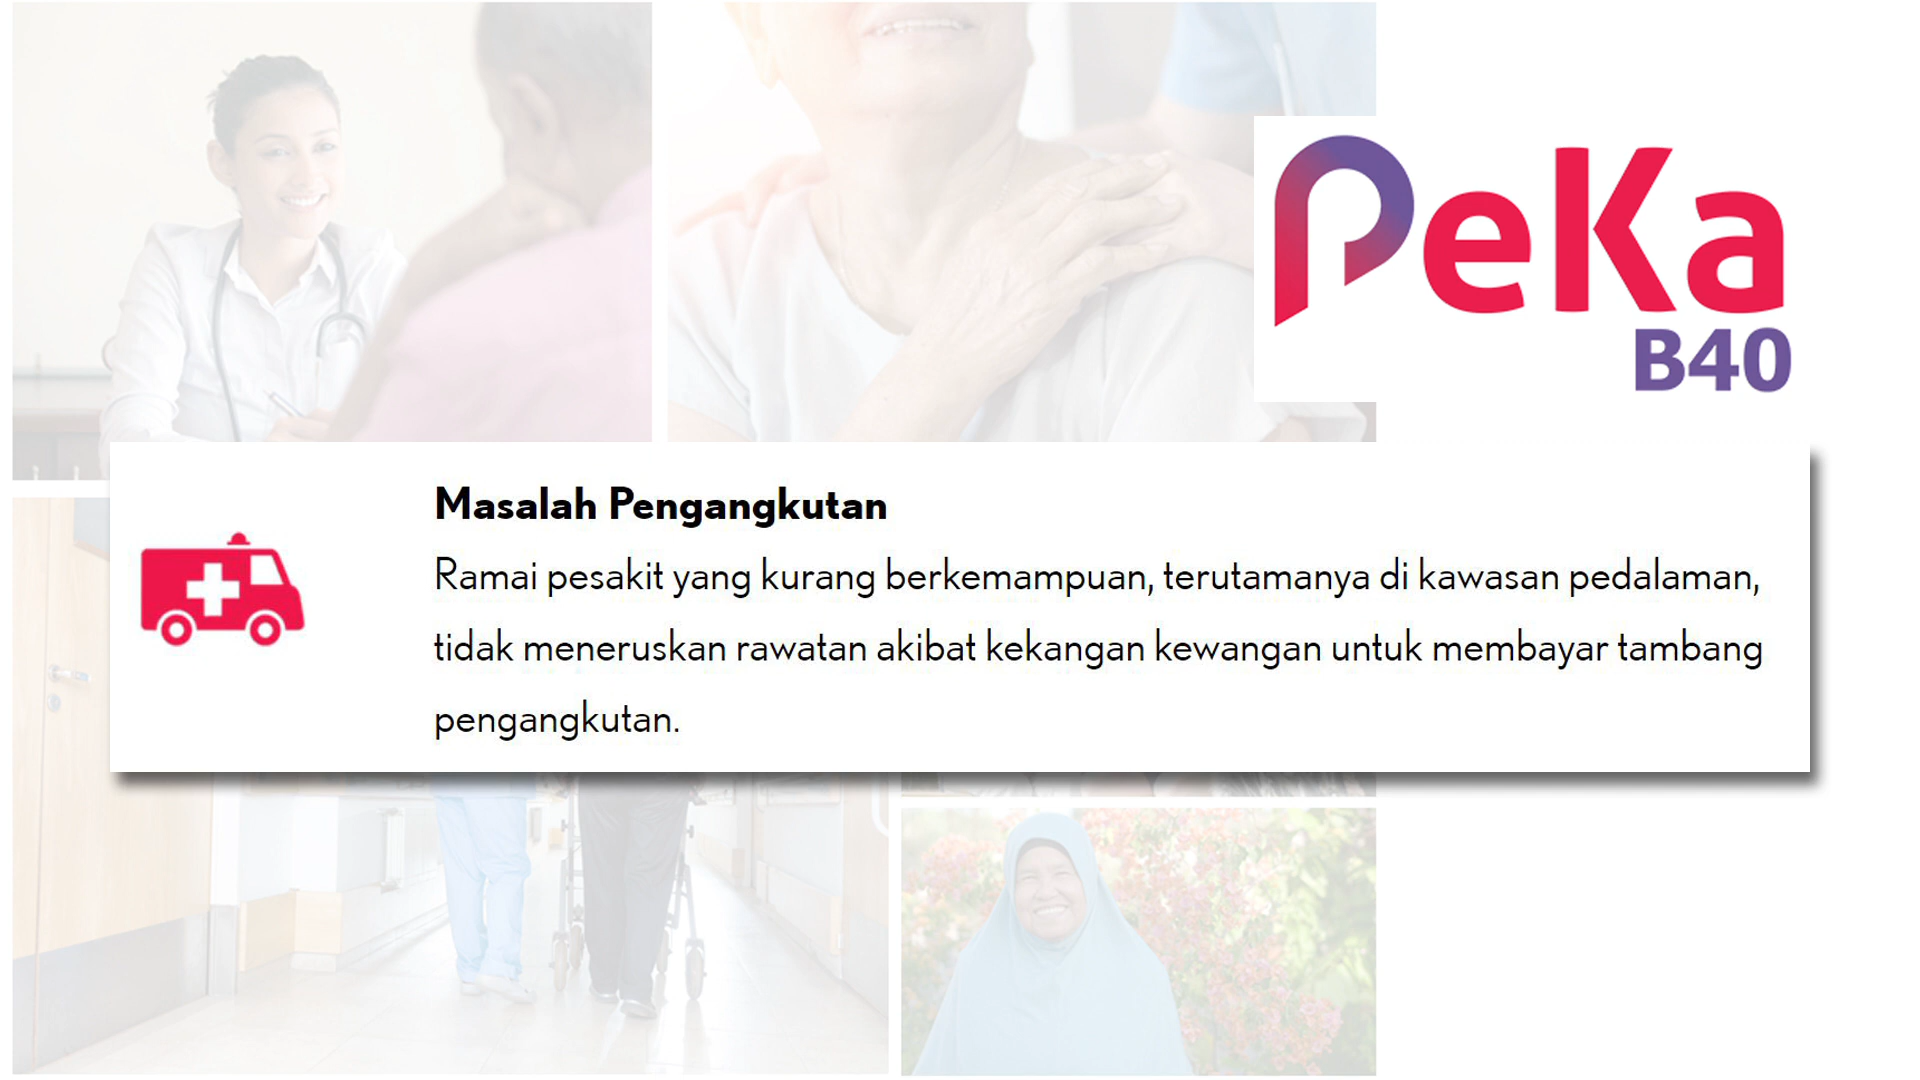 PeKa
B40
Masalah Pengangkutan
Ramai pesakit yang kurang berkemampuan, terutamanya di kawasan pedalaman,
tidak meneruskan rawatan akibat kekangan kewangan untuk membayar tambang
pengangkutan.